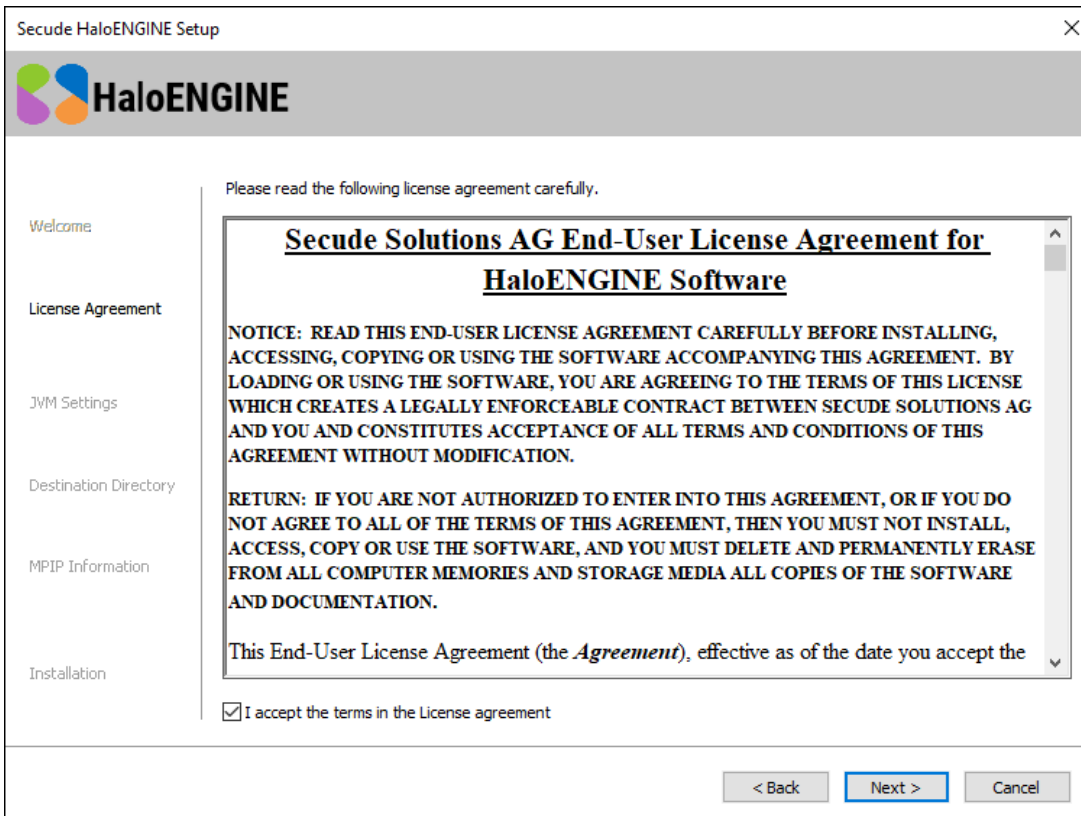 Secude HaloENGINE Setup
HaloENGINE
Please read the following license agreement carefully.
Welcome
License Agreement
JVM Settings
Destination Directory
MPIP Information
Installation
Secude Solutions AG End-User License Agreement for
HaloENGINE Software
NOTICE: READ THIS END-USER LICENSE AGREEMENT CAREFULLY BEFORE INSTALLING,
ACCESSING, COPYING OR USING THE SOFTWARE ACCOMPANYING THIS AGREEMENT. BY
LOADING OR USING THE SOFTWARE, YOU ARE AGREEING TO THE TERMS OF THIS LICENSE
WHICH CREATES A LEGALLY ENFORCEABLE CONTRACT BETWEEN SECUDE SOLUTIONS AG
AND YOU AND CONSTITUTES ACCEPTANCE OF ALL TERMS AND CONDITIONS OF THIS
AGREEMENT WITHOUT MODIFICATION.
RETURN: IF YOU ARE NOT AUTHORIZED TO ENTER INTO THIS AGREEMENT, OR IF YOU DO
NOT AGREE TO ALL OF THE TERMS OF THIS AGREEMENT, THEN YOU MUST NOT INSTALL,
ACCESS, COPY OR USE THE SOFTWARE, AND YOU MUST DELETE AND PERMANENTLY ERASE
FROM ALL COMPUTER MEMORIES AND STORAGE MEDIA ALL COPIES OF THE SOFTWARE
AND DOCUMENTATION.
This End-User License Agreement (the Agreement), effective as of the date you accept the
I accept the terms in the License agreement
< Back
Next >
Cancel